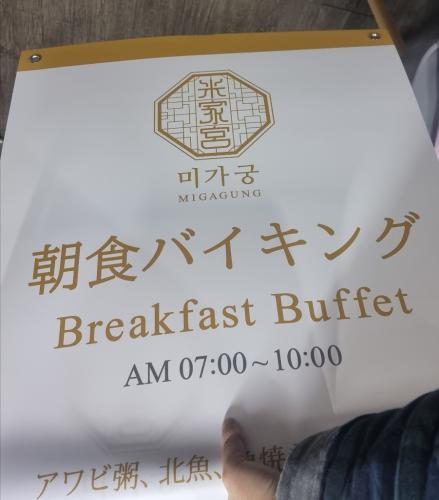 米家宮
미가궁
MIGAGUNG
朝食バイキング
Breakfast Buffet
AM 07:00~10:00
アワビ粥、北魚、 焼